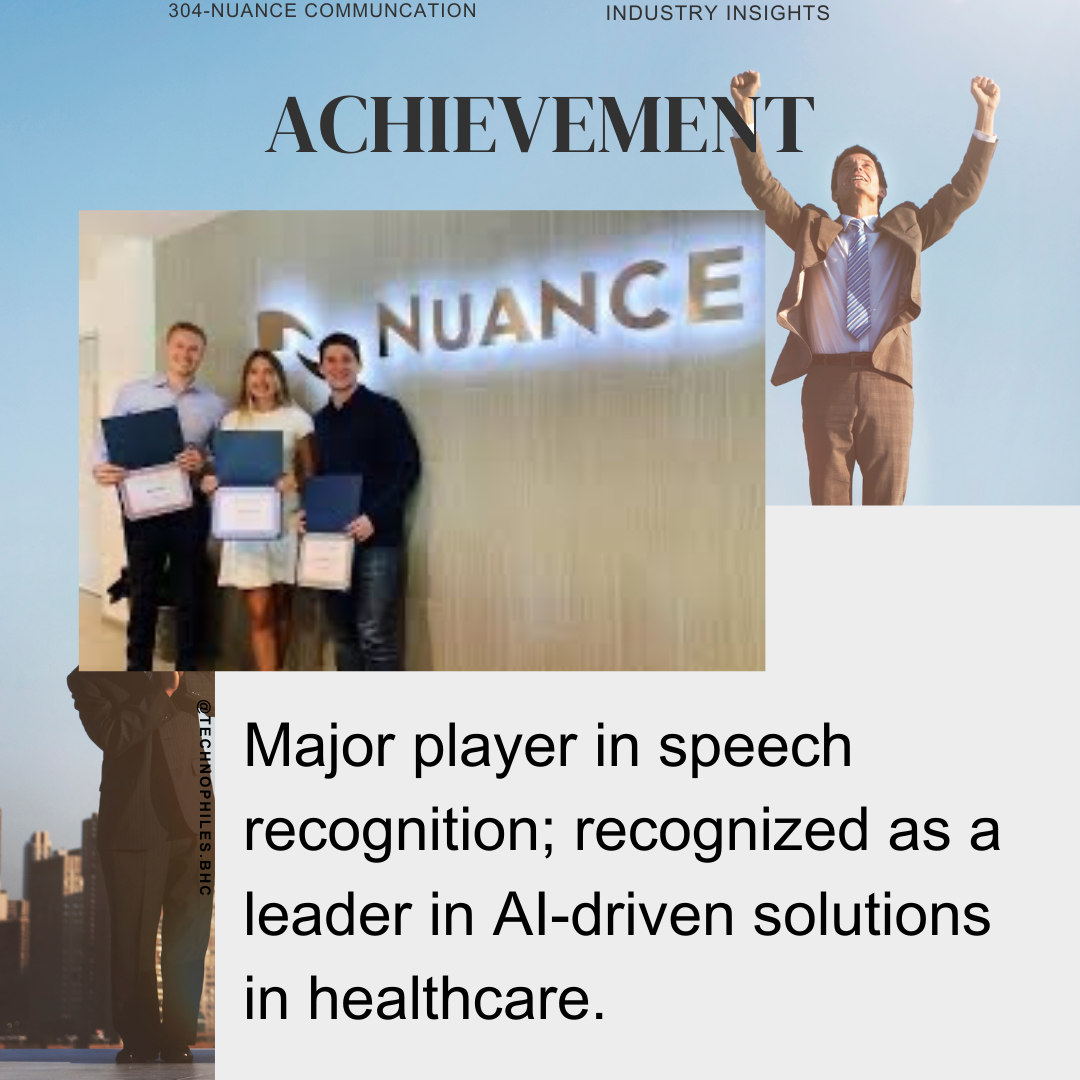 304-NUANCE COMMUNCATION
INDUSTRY INSIGHTS
ACHIEVEMENT
NUANCE
@TECHNOPHILES.BHC
Major player in speech
recognition; recognized as a
leader in AI-driven solutions
in healthcare.